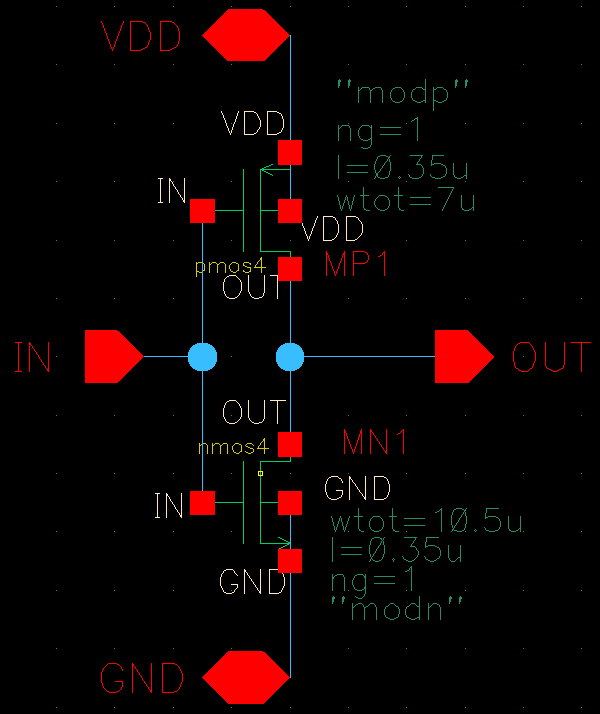 VDD
"modp"
VDD
ng=1
l=0.35u
IN
wtot=7u
VDD
pmos4
MP1
OUT
IN
OUT
OUT
MN1
nmos4
GND
IN
wtot=10.5u
l=0.35u
GND
ng=1
"modn"
GND